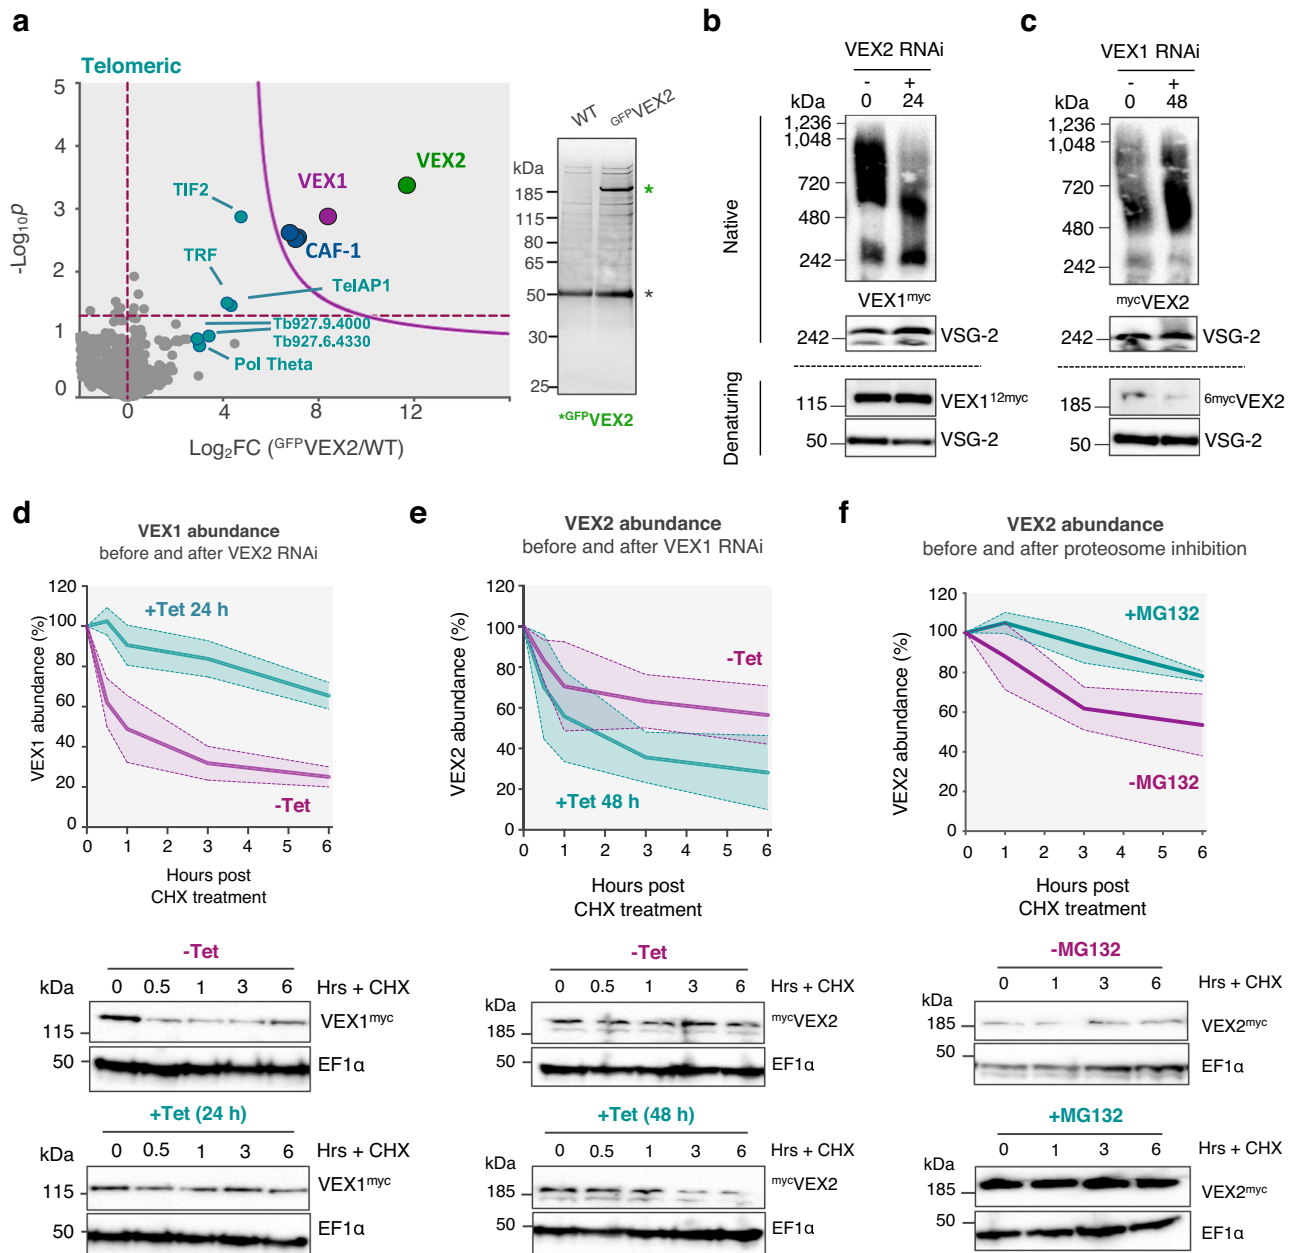 a
Telomeric
5
4
3
2
1
0
-Log10p
0
4
8
12
Log2FC (GFPVEX2/WT)
VEX2
VEX1
TIF2
CAF-1
TRF
TelAP1
Tb927.9.4000
Tb927.6.4330
Pol Theta
WT
GFPVEX2
kDa
185
115
80
65
50
30
25
*
*
*GFPVEX2
b
VEX2 RNAi
- +
kDa 0 24
1,236
1,048
720
480
242
Native
VEX1myc
242
VSG-2
Denaturing
115
VEX112myc
50
VSG-2
c
VEX1 RNAi
- +
kDa 0 48
1,236
1,048
720
480
242
mycVEX2
242
VSG-2
185
6mycVEX2
50
VSG-2
d
VEX1 abundance
before and after VEX2 RNAi
120
100
80
60
40
20
0
VEX1 abundance (%)
+Tet 24 h
-Tet
0 1 2 3 4 5 6
Hours post
CHX treatment
-Tet
kDa 0 0.5 1 3 6 Hrs + CHX
115
VEX1myc
50
EF1α
+Tet (24 h)
kDa 0 0.5 1 3 6 Hrs + CHX
115
VEX1myc
50
EF1α
e
VEX2 abundance
before and after VEX1 RNAi
120
100
80
60
40
20
0
VEX2 abundance (%)
-Tet
+Tet 48 h
0 1 2 3 4 5 6
Hours post
CHX treatment
-Tet
kDa 0 0.5 1 3 6 Hrs + CHX
185
mycVEX2
50
EF1α
+Tet (48 h)
kDa 0 0.5 1 3 6 Hrs + CHX
185
mycVEX2
50
EF1α
f
VEX2 abundance
before and after proteosome inhibition
120
100
80
60
40
20
0
VEX2 abundance (%)
+MG132
-MG132
0 1 2 3 4 5 6
Hours post
CHX treatment
-MG132
kDa 0 1 3 6 Hrs + CHX
185
VEX2myc
50
EF1α
+MG132
kDa 0 1 3 6 Hrs + CHX
185
VEX2myc
50
EF1α